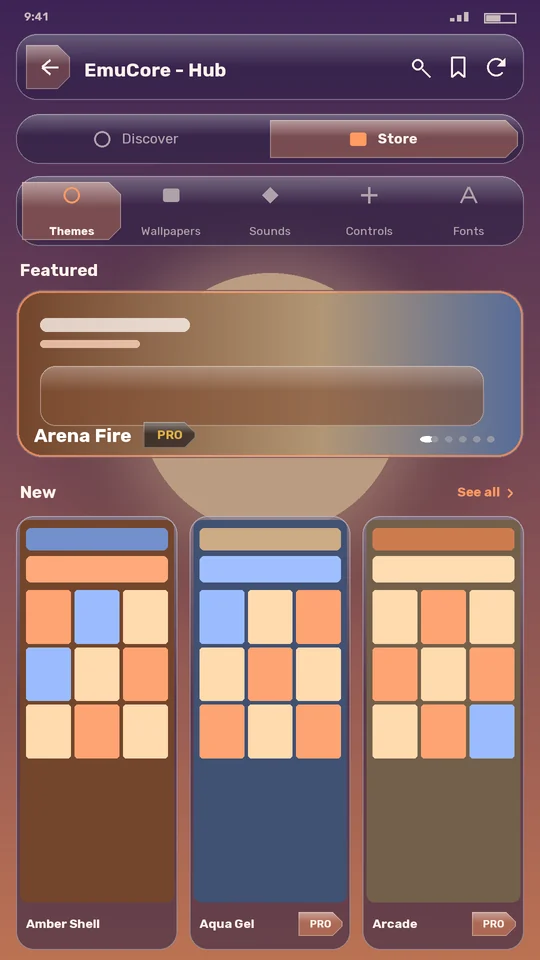 9:41
EmuCore - Hub
Discover
Store
Themes
Wallpapers
Sounds
Controls
Fonts
Featured
Arena Fire
PRO
New
See all
Amber Shell
Aqua Gel
PRO
Arcade
PRO